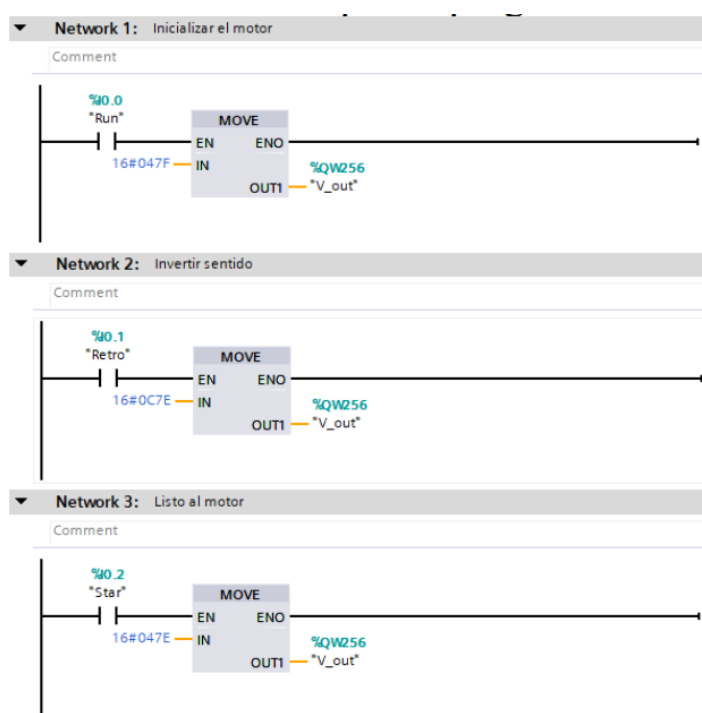 Network 1: Inicializar el motor
Comment
%I0.0
"Run"
MOVE
EN ENO
16#047F IN
%QW256
OUT1 "V_out"
Network 2: Invertir sentido
Comment
%I0.1
"Retro"
MOVE
EN ENO
16#0C7E IN
%QW256
OUT1 "V_out"
Network 3: Listo al motor
Comment
%I0.2
"Star"
MOVE
EN ENO
16#047E IN
%QW256
OUT1 "V_out"